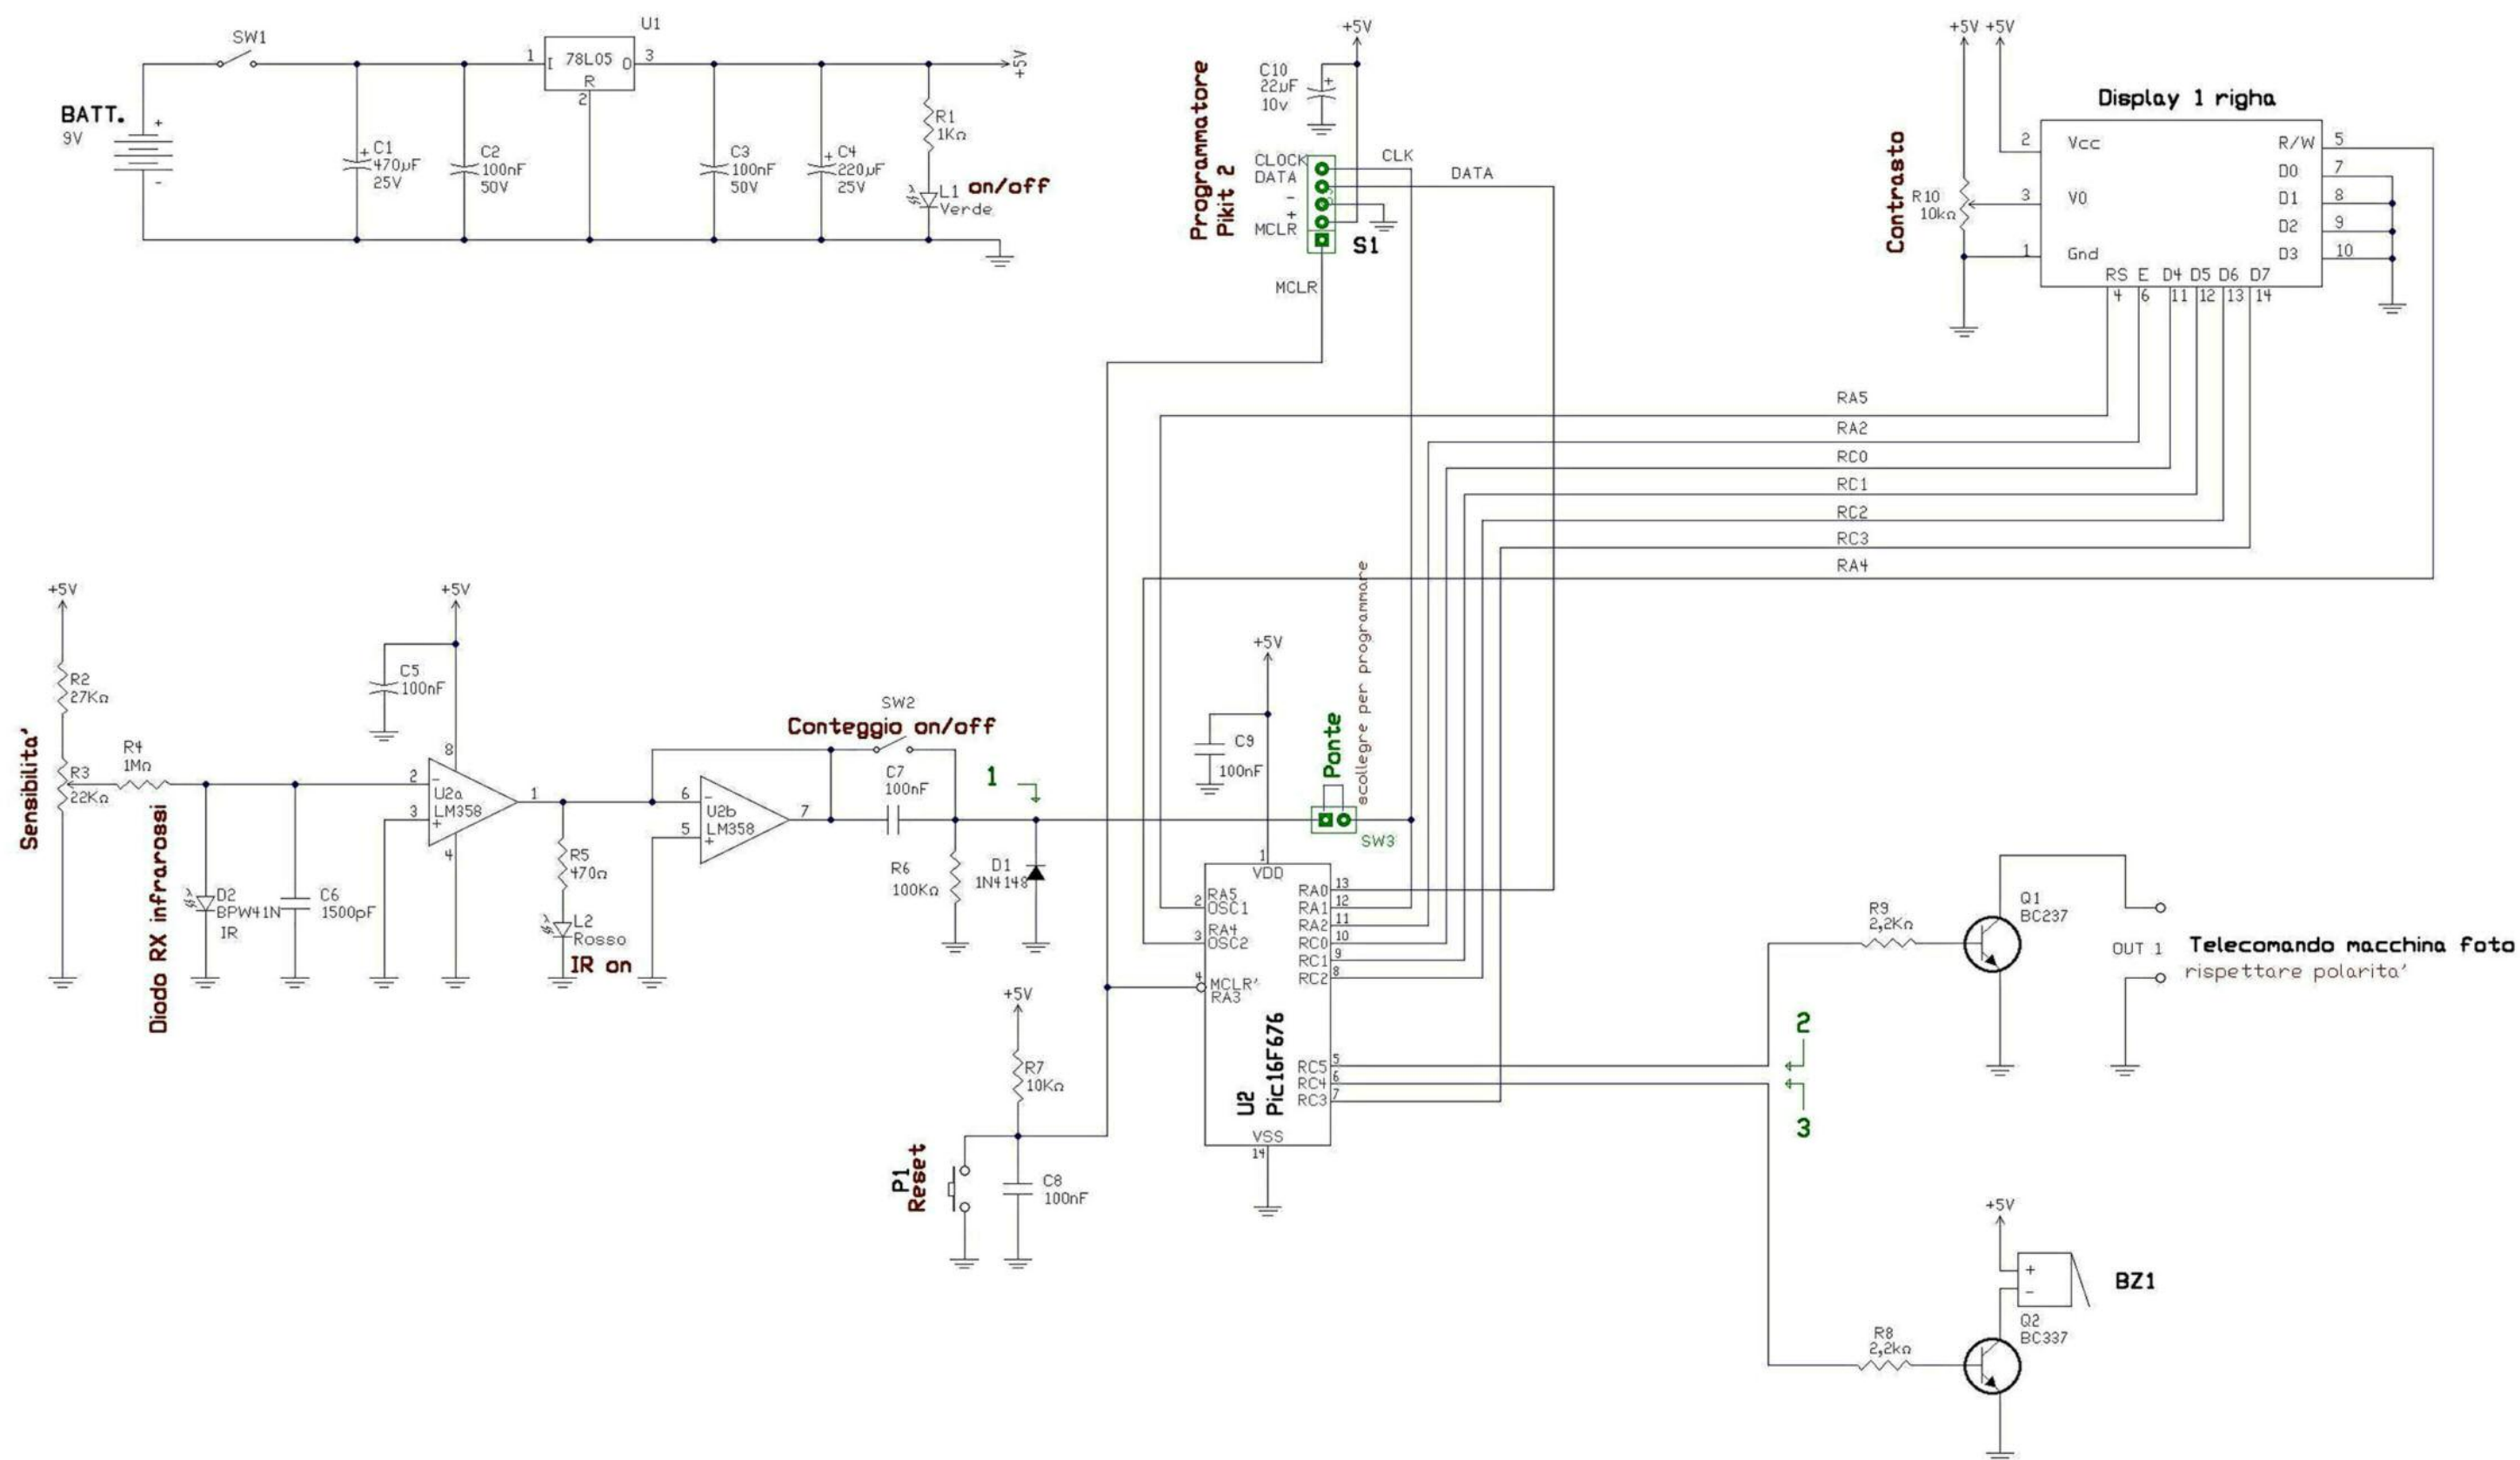 SW1
BATT.
9V
+
-
+
C1
470µF
25V
C2
100nF
50V
U1
1
I
78L05
O
3
R
2
C3
100nF
50V
+
C4
220µF
25V
R1
1KΩ
L1
on/off
Verde
+5V
Programmatore
Pikit 2
+5V
C10
22µF
10v
+
CLOCK
DATA
-
+
MCLR
S1
CLK
DATA
MCLR
+5V
+5V
Display 1 righa
Contrasto
R10
10kΩ
2
Vcc
3
V0
1
Gnd
R/W
5
D0
7
D1
8
D2
9
D3
10
RS
E
D4
D5
D6
D7
4
6
11
12
13
14
RA5
RA2
RC0
RC1
RC2
RC3
RA4
+5V
R2
27KΩ
Sensibilita'
R3
22KΩ
R4
1MΩ
Diodo RX infrarossi
D2
BPW41N
IR
C6
1500pF
+5V
C5
100nF
8
2
-
3
+
U2a
LM358
4
1
R5
470Ω
L2
Rosso
IR on
6
-
5
+
U2b
LM358
7
SW2
Conteggio on/off
C7
100nF
R6
100KΩ
D1
1N4148
1
+5V
C9
100nF
Ponte
scollegre per programmare
SW3
1
VDD
2
RA5
OSC1
3
RA4
OSC2
4
MCLR'
RA3
RA0
13
RA1
12
RA2
11
RC0
10
RC1
9
RC2
8
U2
Pic16F676
RC5
5
RC4
6
RC3
7
VSS
14
+5V
R7
10KΩ
P1
Reset
C8
100nF
2
3
R9
2,2KΩ
Q1
BC237
OUT 1
Telecomando macchina foto
rispettare polarita'
+5V
+
-
BZ1
Q2
BC337
R8
2,2kΩ